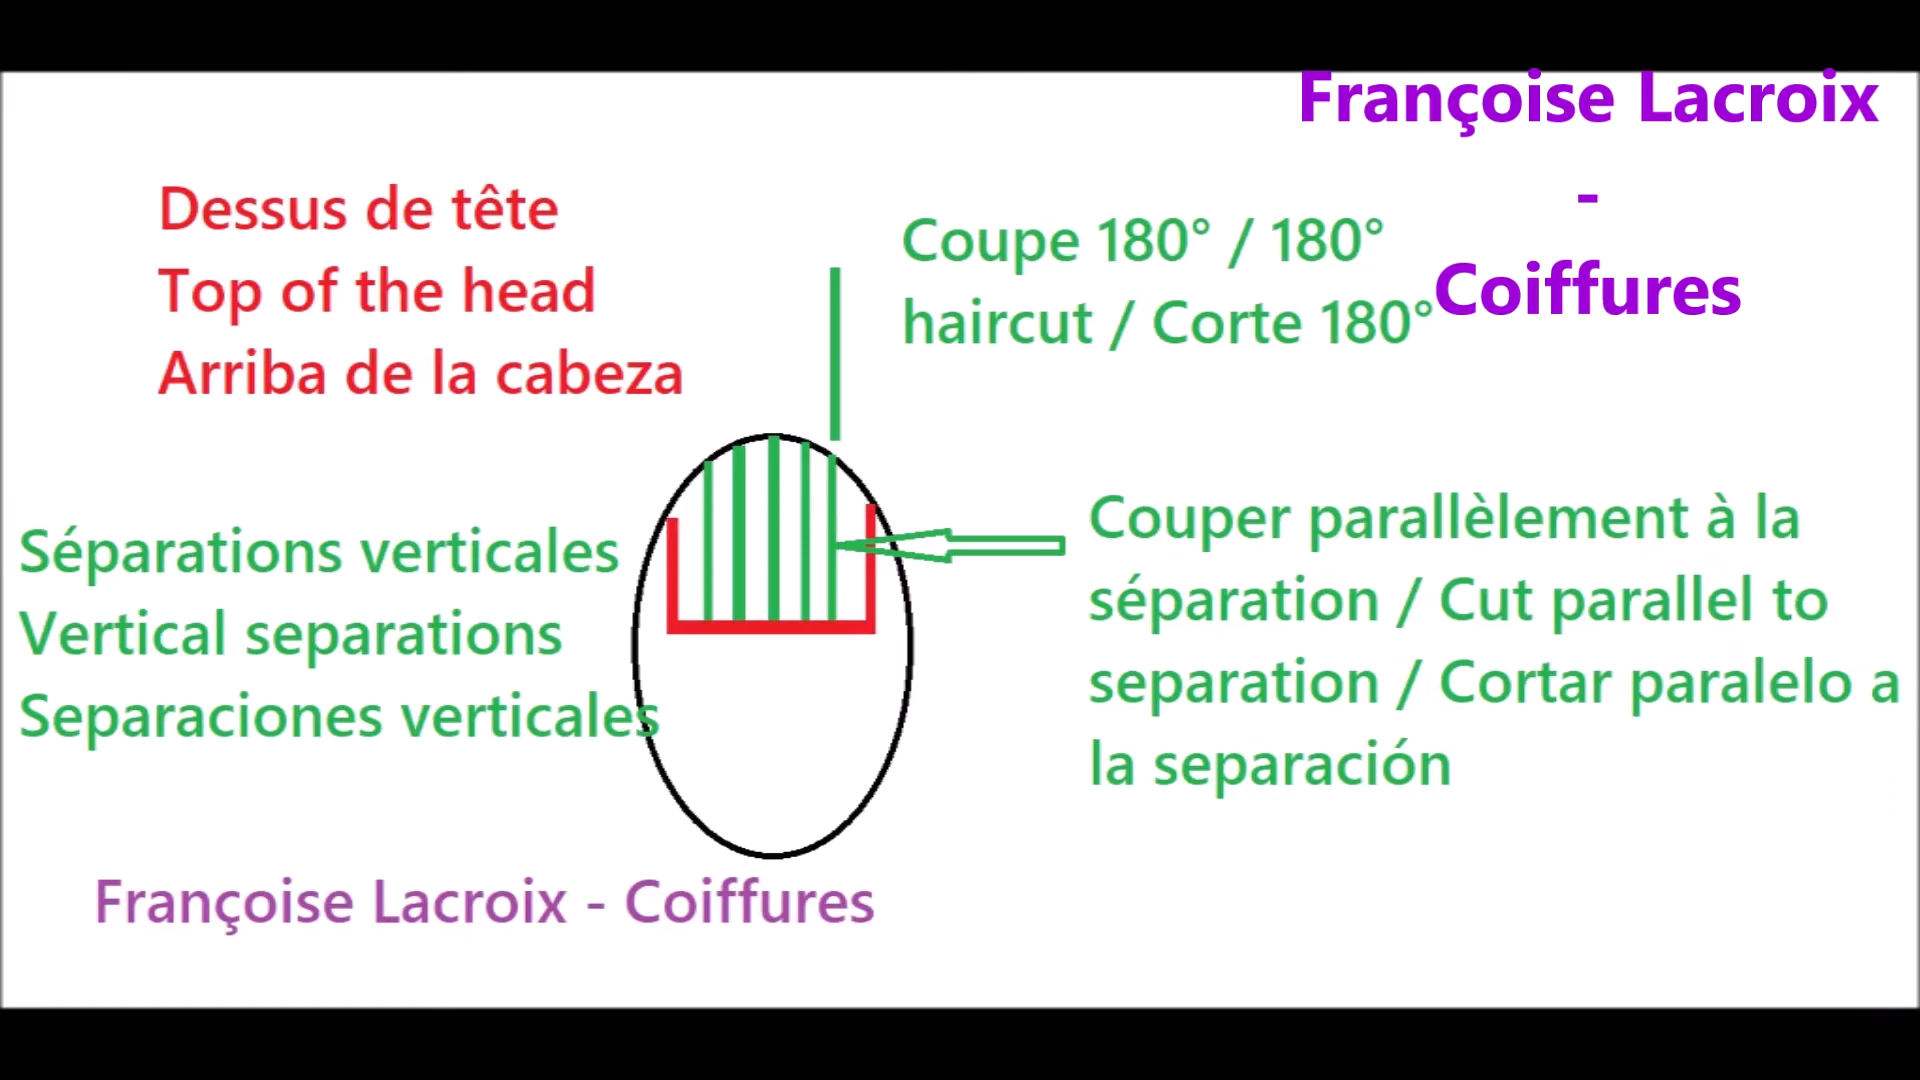 Françoise Lacroix
-
Coiffures
Dessus de tête
Top of the head
Arriba de la cabeza
Coupe 180° / 180°
haircut / Corte 180°
Séparations verticales
Vertical separations
Separaciones verticales
Couper parallèlement à la
séparation / Cut parallel to
separation / Cortar paralelo a
la separación
Françoise Lacroix - Coiffures